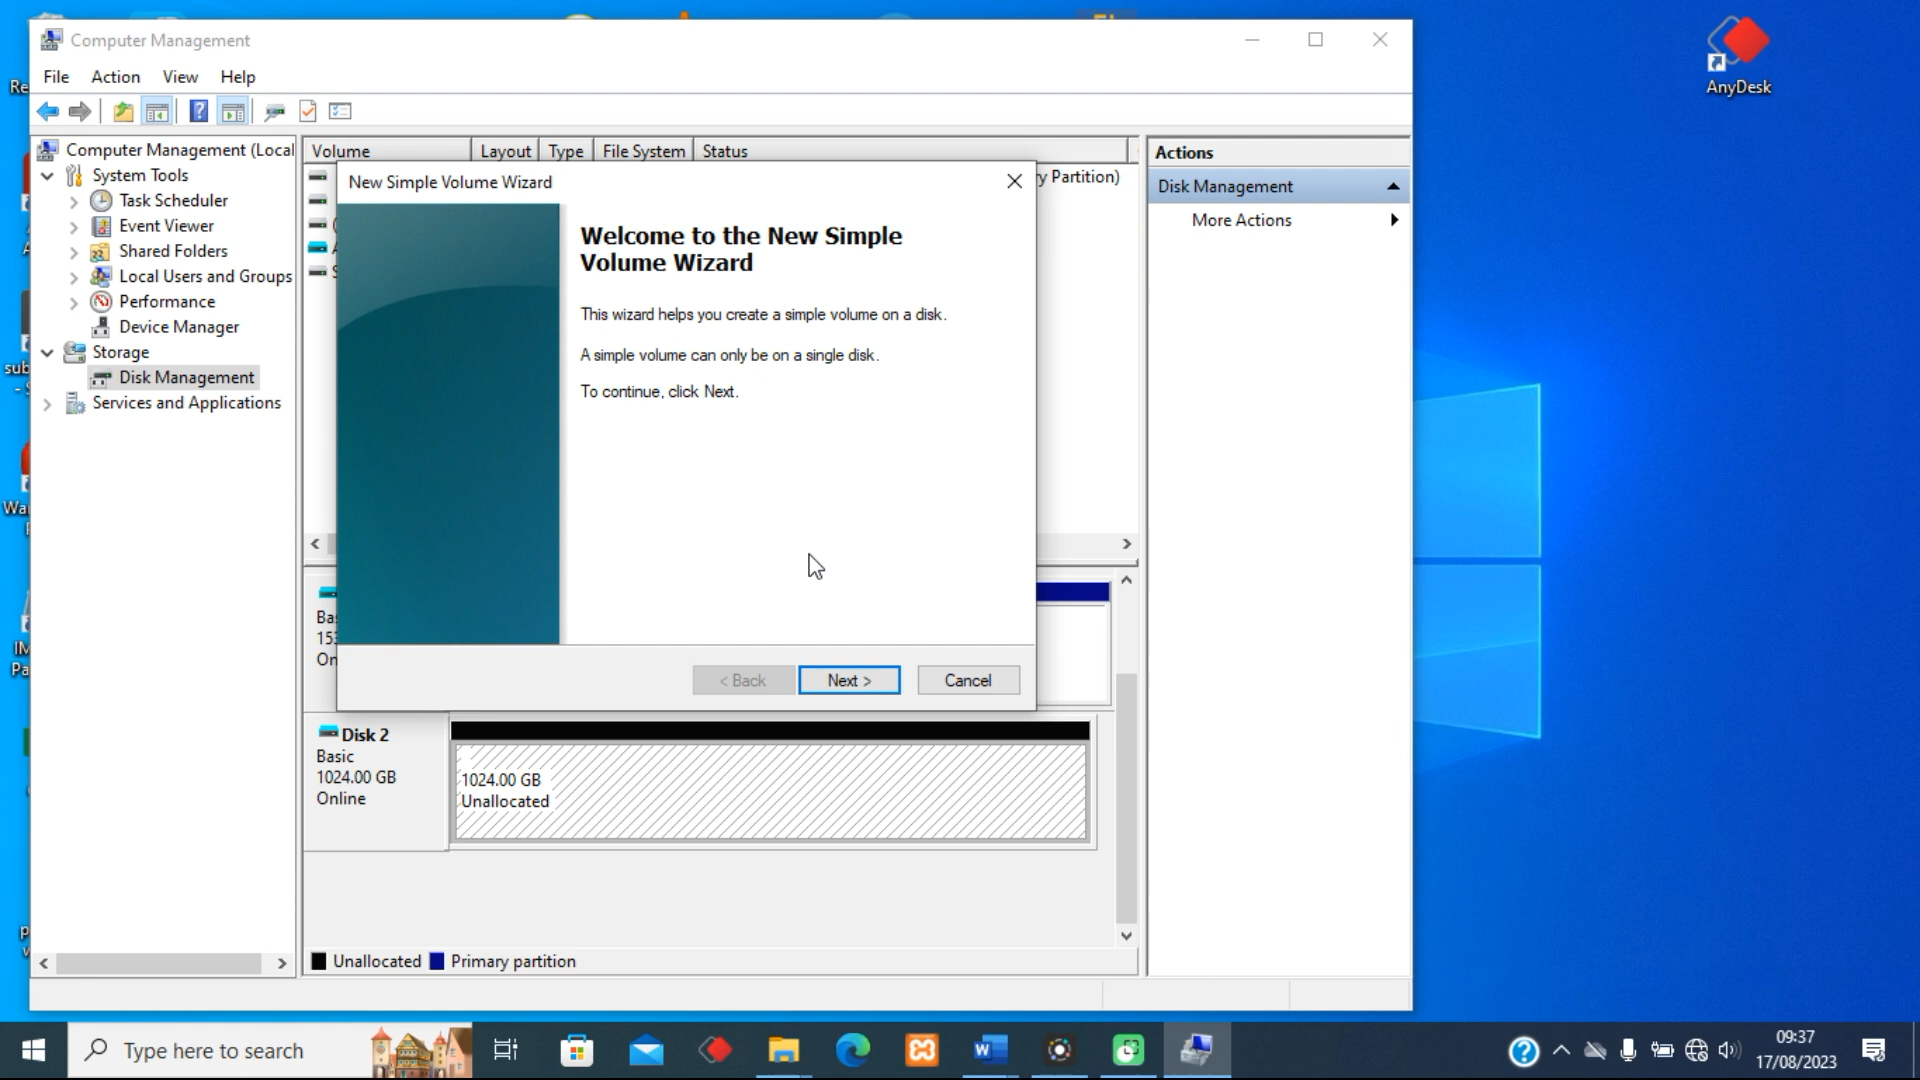 Computer Management
AnyDesk
File Action View Help
Computer Management (Local
System Tools
Task Scheduler
Event Viewer
Shared Folders
Local Users and Groups
Performance
Device Manager
Storage
Disk Management
Services and Applications
Volume Layout Type File System Status
y Partition)
New Simple Volume Wizard
Welcome to the New Simple
Volume Wizard
This wizard helps you create a simple volume on a disk.
A simple volume can only be on a single disk.
To continue, click Next.
< Back Next > Cancel
Actions
Disk Management
More Actions
Disk 2
Basic
1024.00 GB
Online
1024.00 GB
Unallocated
Unallocated Primary partition
Type here to search
09:37
17/08/2023